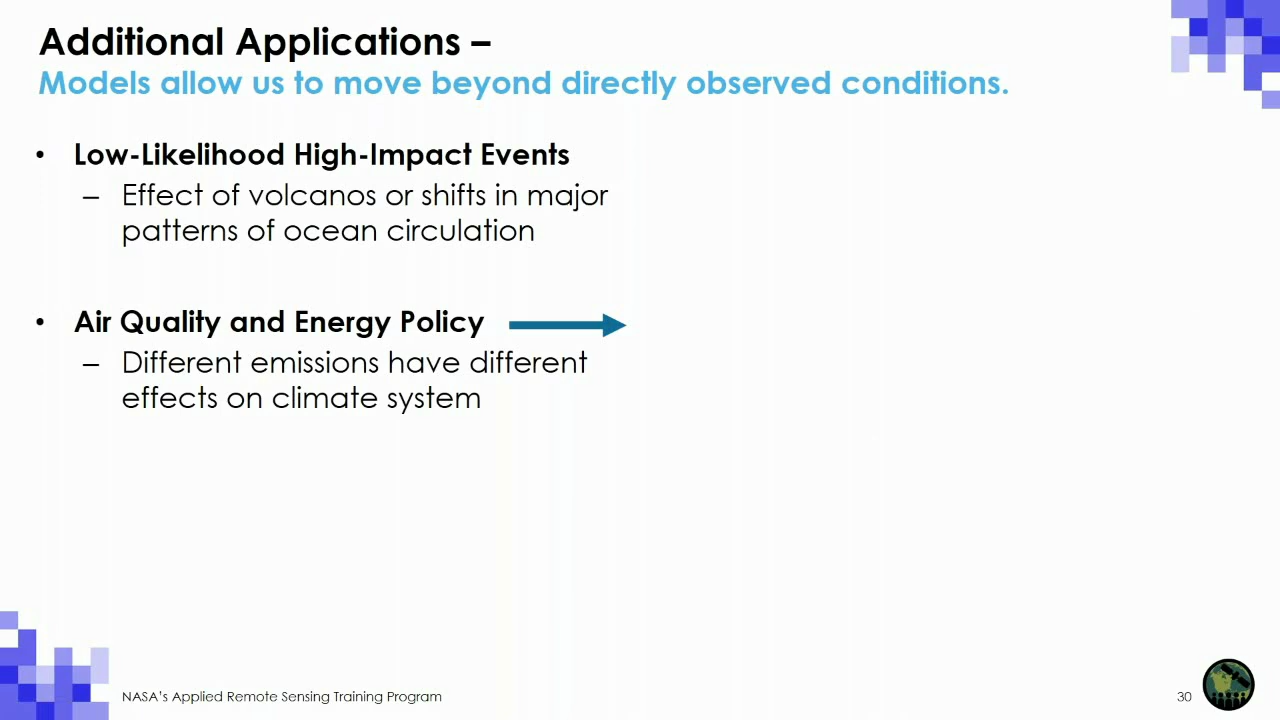 Additional Applications –
Models allow us to move beyond directly observed conditions.
• Low-Likelihood High-Impact Events
– Effect of volcanos or shifts in major
patterns of ocean circulation
• Air Quality and Energy Policy
– Different emissions have different
effects on climate system
NASA's Applied Remote Sensing Training Program
30